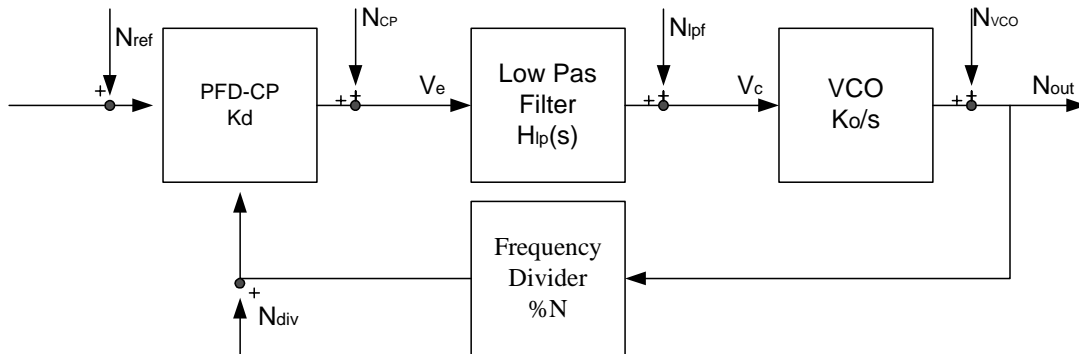 Nref
+
PFD-CP
Kd
NCP
+ +
Ve
Low Pas
Filter
Hlp(s)
Nlpf
+ +
Vc
VCO
Ko/s
NVCO
+ +
Nout
Frequency
Divider
%N
+
Ndiv